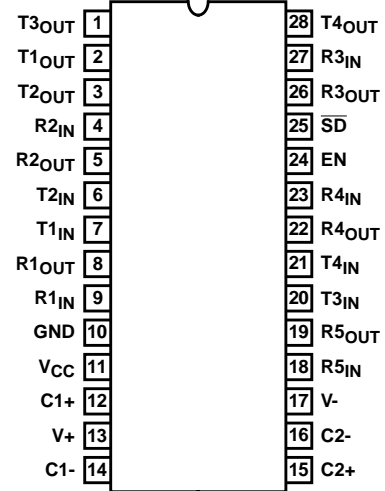 T3OUT 1 28 T4OUT
T1OUT 2 27 R3IN
T2OUT 3 26 R3OUT
R2IN 4 25 S̅D̅
R2OUT 5 24 EN
T2IN 6 23 R4IN
T1IN 7 22 R4OUT
R1OUT 8 21 T4IN
R1IN 9 20 T3IN
GND 10 19 R5OUT
VCC 11 18 R5IN
C1+ 12 17 V-
V+ 13 16 C2-
C1- 14 15 C2+